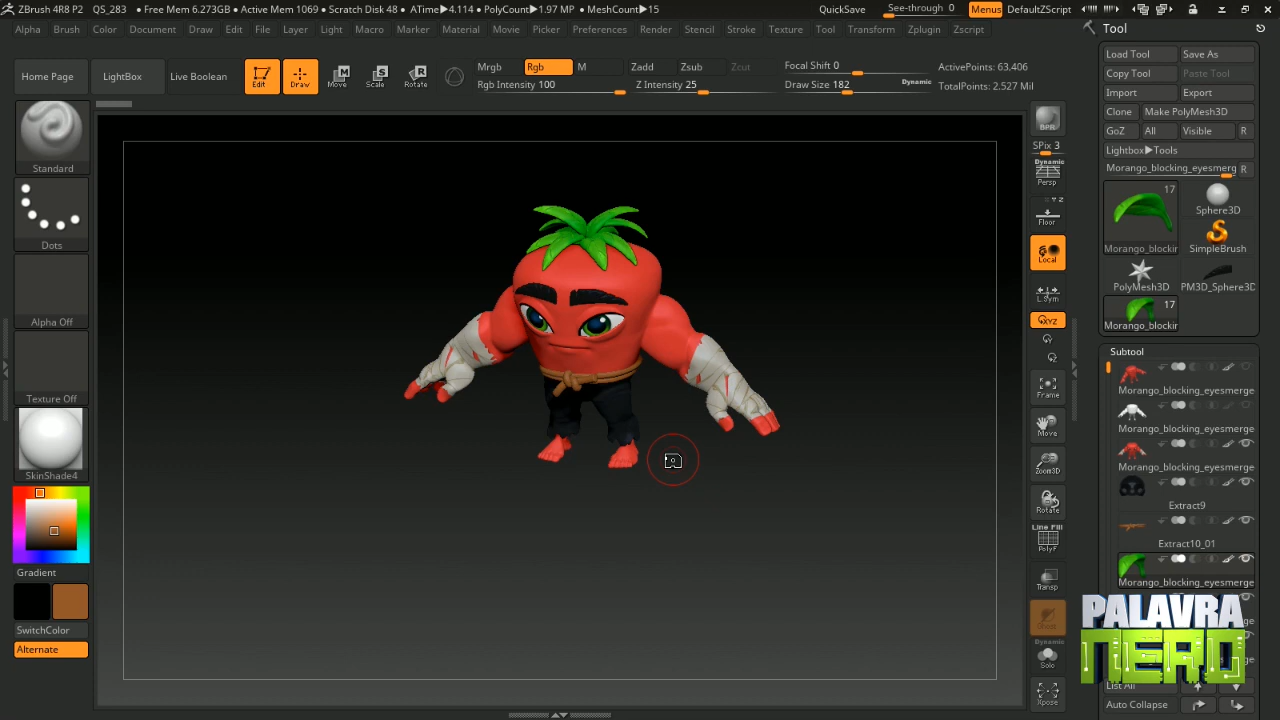 ZBrush 4R8 P2 QS_283 • Free Mem 6.273GB • Active Mem 1069 • Scratch Disk 48 • ATime▶4.114 • PolyCount▶1.97 MP • MeshCount▶15 QuickSave See-through 0 Menus DefaultZScript
Alpha Brush Color Document Draw Edit File Layer Light Macro Marker Material Movie Picker Preferences Render Stencil Stroke Texture Tool Transform Zplugin Zscript
Home Page LightBox Live Boolean Edit Draw Move Scale Rotate
Mrgb Rgb M Zadd Zsub Zcut
Rgb Intensity 100 Z Intensity 25
Focal Shift 0
Draw Size 182 Dynamic
ActivePoints: 63.406
TotalPoints: 2.527 Mil
Standard
Dots
Alpha Off
Texture Off
SkinShade4
Gradient
SwitchColor
Alternate
BPR
SPix 3
Dynamic
Persp
Floor
Local
L.Sym
XYZ
Frame
Move
Zoom3D
Rotate
Line Fill
PolyF
Transp
Ghost
Dynamic
Solo
Xpose
Tool
Load Tool Save As
Copy Tool Paste Tool
Import Export
Clone Make PolyMesh3D
GoZ All Visible R
Lightbox▶Tools
Morango_blocking_eyesmerg R
17
Morango_blockir
Sphere3D
SimpleBrush
PolyMesh3D PM3D_Sphere3D
17
Morango_blockir
Subtool
Morango_blocking_eyesmerge
Morango_blocking_eyesmerge
Morango_blocking_eyesmerge
Extract9
Extract10_01
Morango_blocking_eyesmerge
PALAVRA
NERD
List All
Auto Collapse